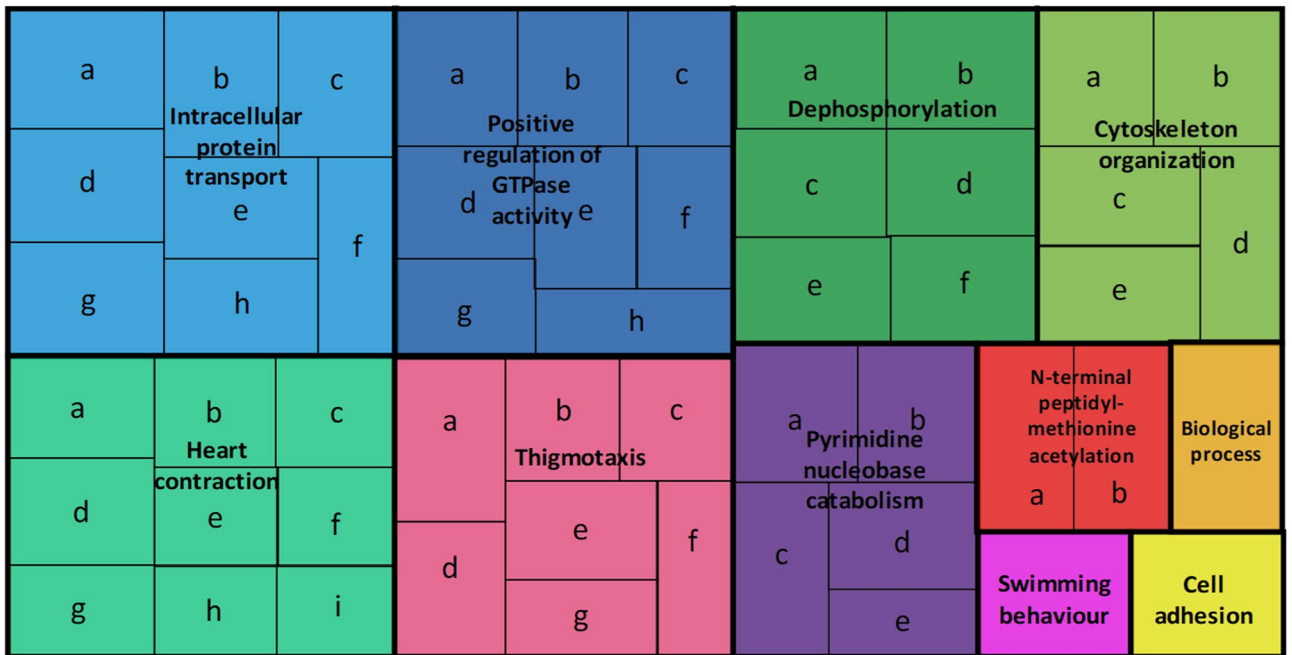 a
b
c
Intracellular
protein
transport
d
e
f
g
h
a
b
c
Positive
regulation of
GTPase
activity
d
e
f
g
h
a
b
Dephosphorylation
c
d
e
f
a
b
Cytoskeleton
organization
c
d
e
a
b
c
Heart
contraction
d
e
f
g
h
i
a
b
c
Thigmotaxis
e
f
d
g
a
b
Pyrimidine
nucleobase
catabolism
c
d
e
N-terminal
peptidyl-
methionine
acetylation
a
b
Biological
process
Swimming
behaviour
Cell
adhesion